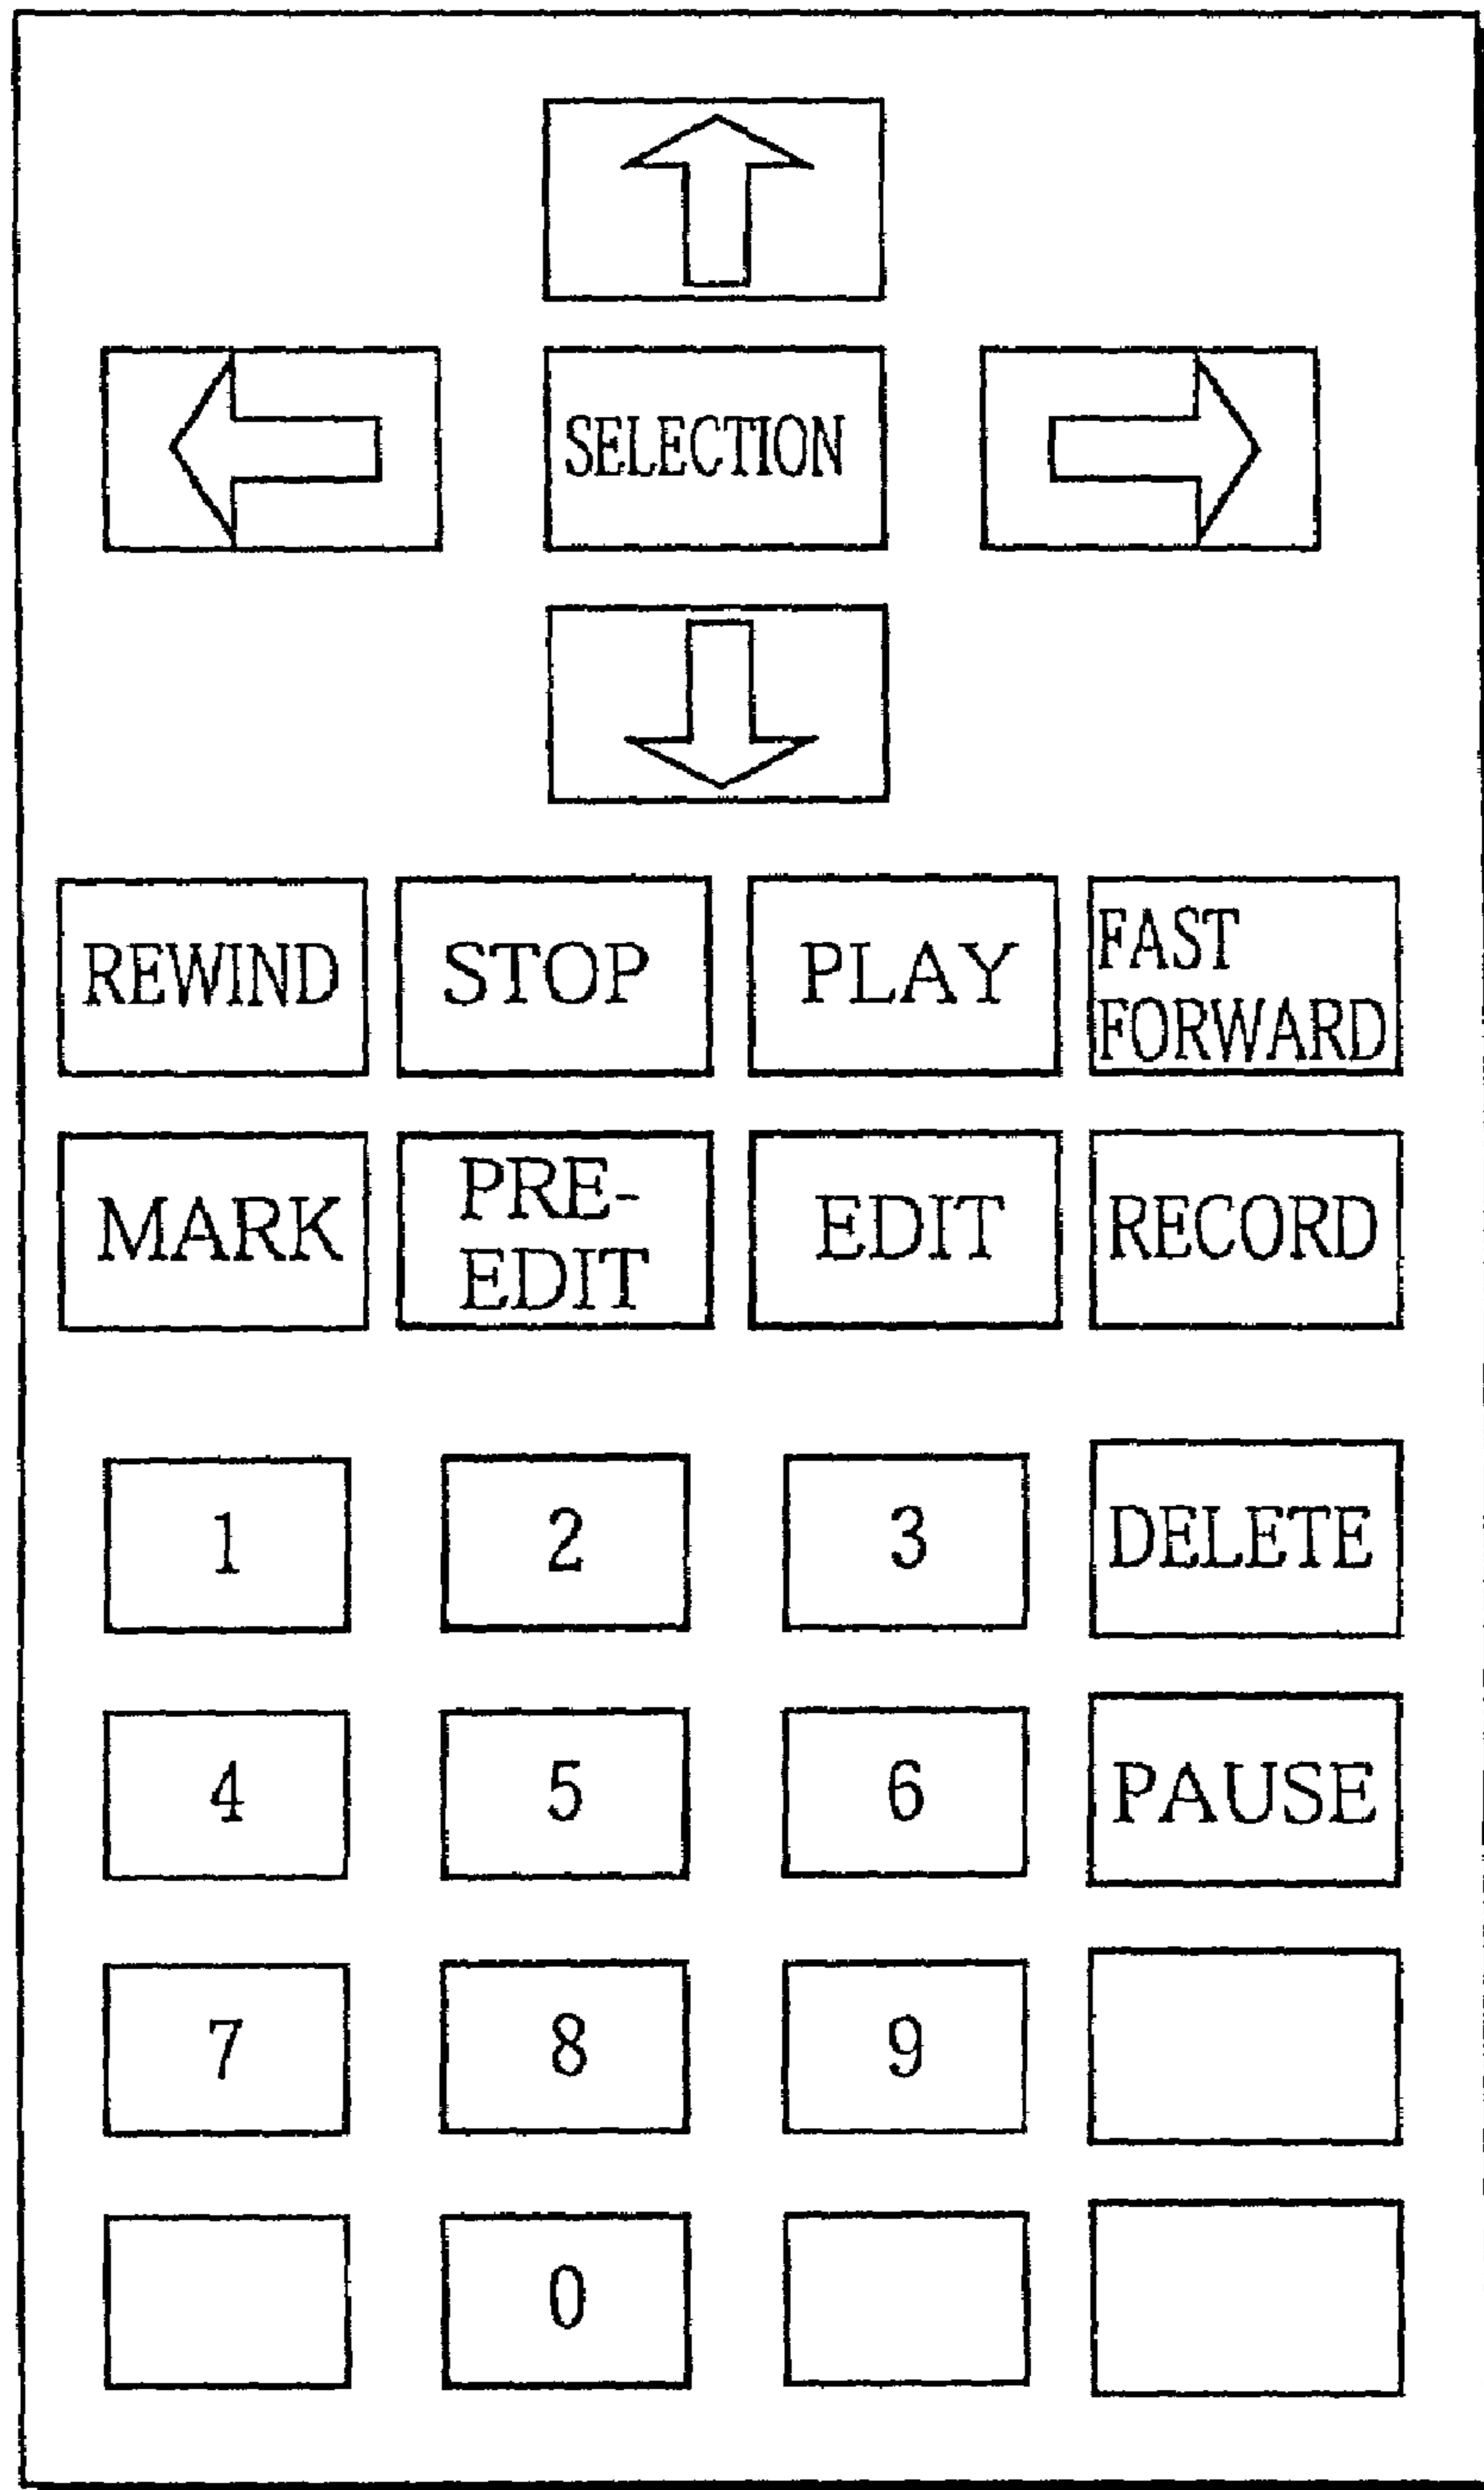 SELECTION
REWIND
STOP
PLAY
FAST
FORWARD
MARK
PRE-
EDIT
EDIT
RECORD
1
2
3
DELETE
4
5
6
PAUSE
7
8
9
0